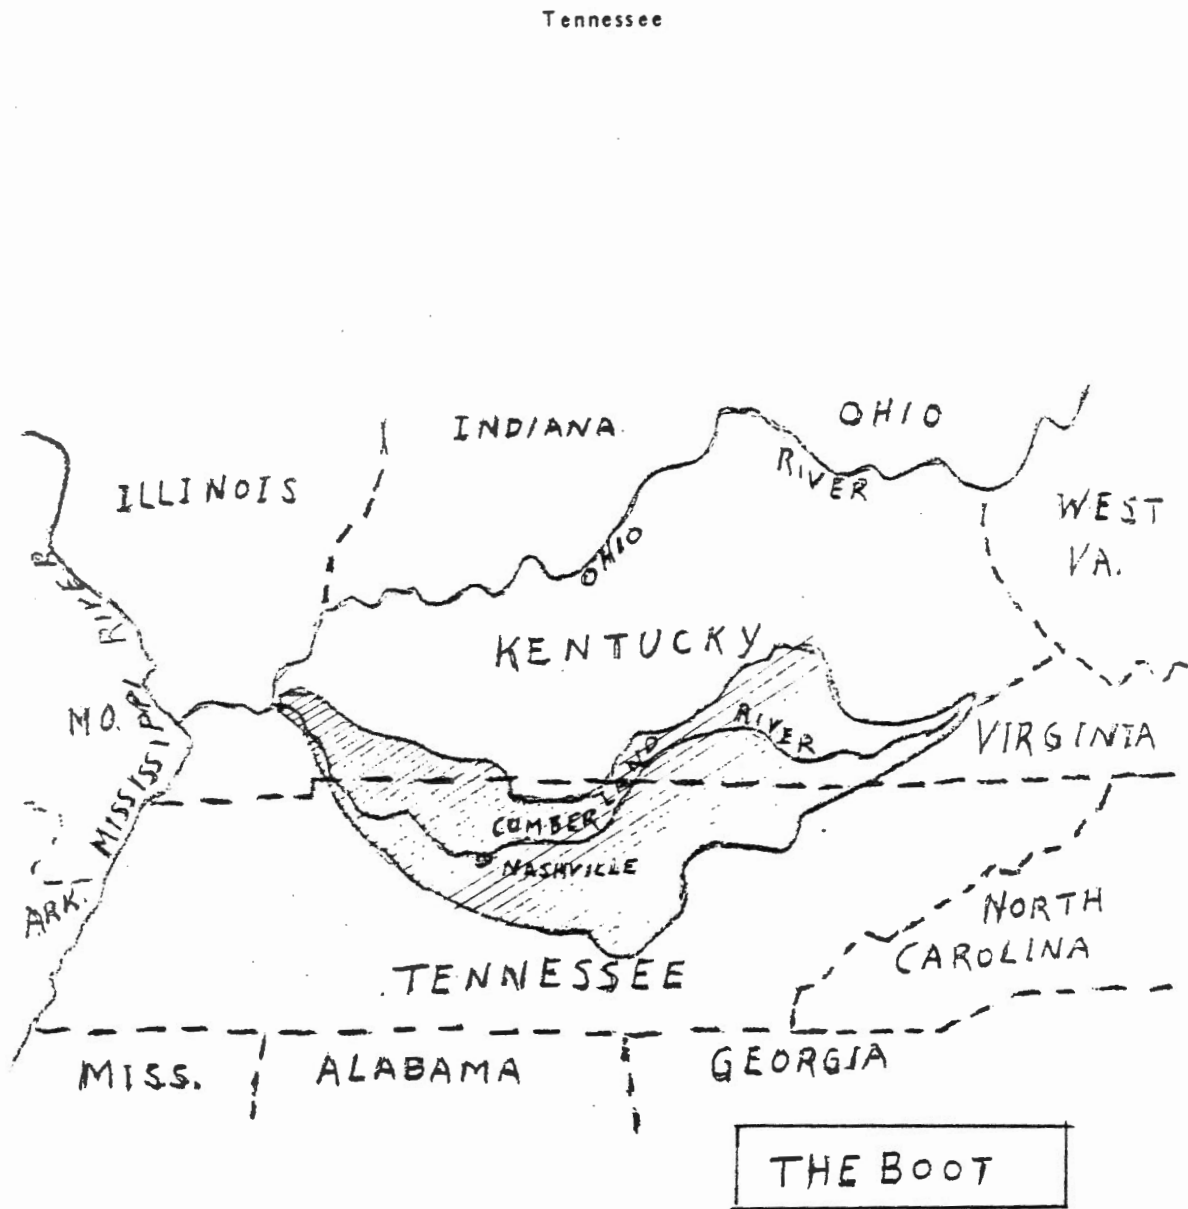 Tennessee
INDIANA
OHIO
ILLINOIS
RIVER
OHIO
WEST
VA.
RIVER
KENTUCKY
MO.
MISSISSIPPI
RIVER
VIRGINIA
CUMBERLAND
NASHVILLE
ARK.
NORTH
CAROLINA
TENNESSEE
MISS.
ALABAMA
GEORGIA
THE BOOT